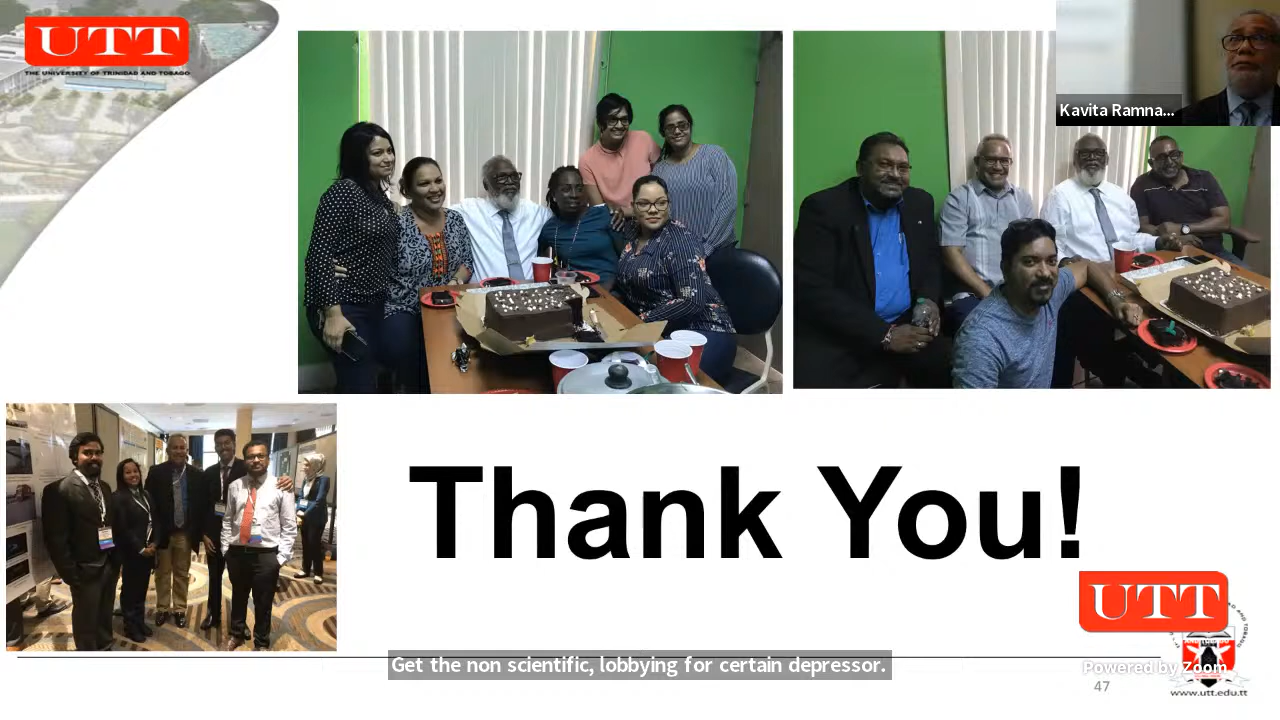 UTT
THE UNIVERSITY OF TRINIDAD AND TOBAGO
Kavita Ramna...
Thank You!
UTT
Get the non scientific, lobbying for certain depressor.
Powered by Zoom
47
www.utt.edu.tt